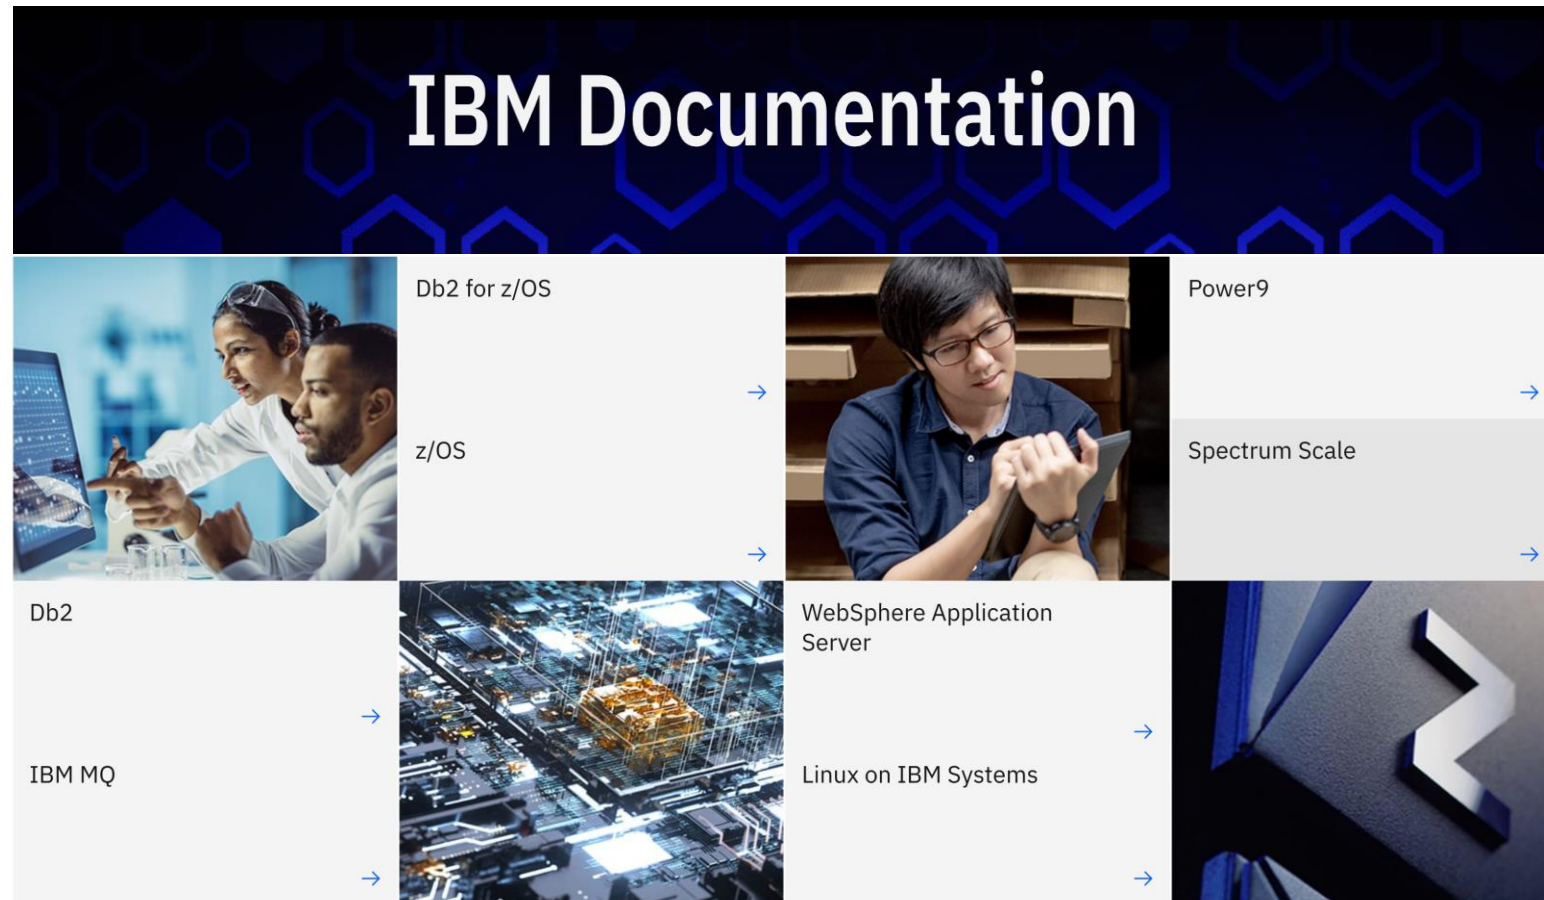 IBM Documentation
Db2 for z/OS
Power9
z/OS
Spectrum Scale
Db2
WebSphere Application
Server
IBM MQ
Linux on IBM Systems